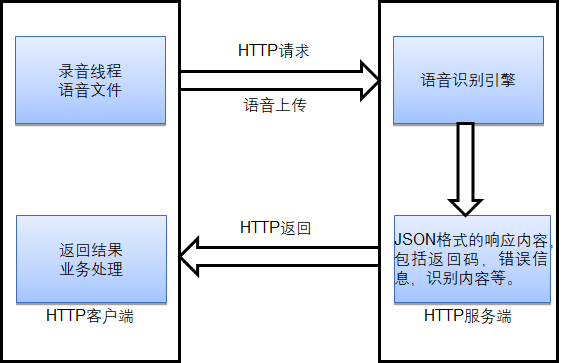 录音线程
语音文件
HTTP请求
语音上传
语音识别引擎
返回结果
业务处理
HTTP返回
JSON格式的响应内容,
包括返回码，错误信
息，识别内容等。
HTTP客户端
HTTP服务端